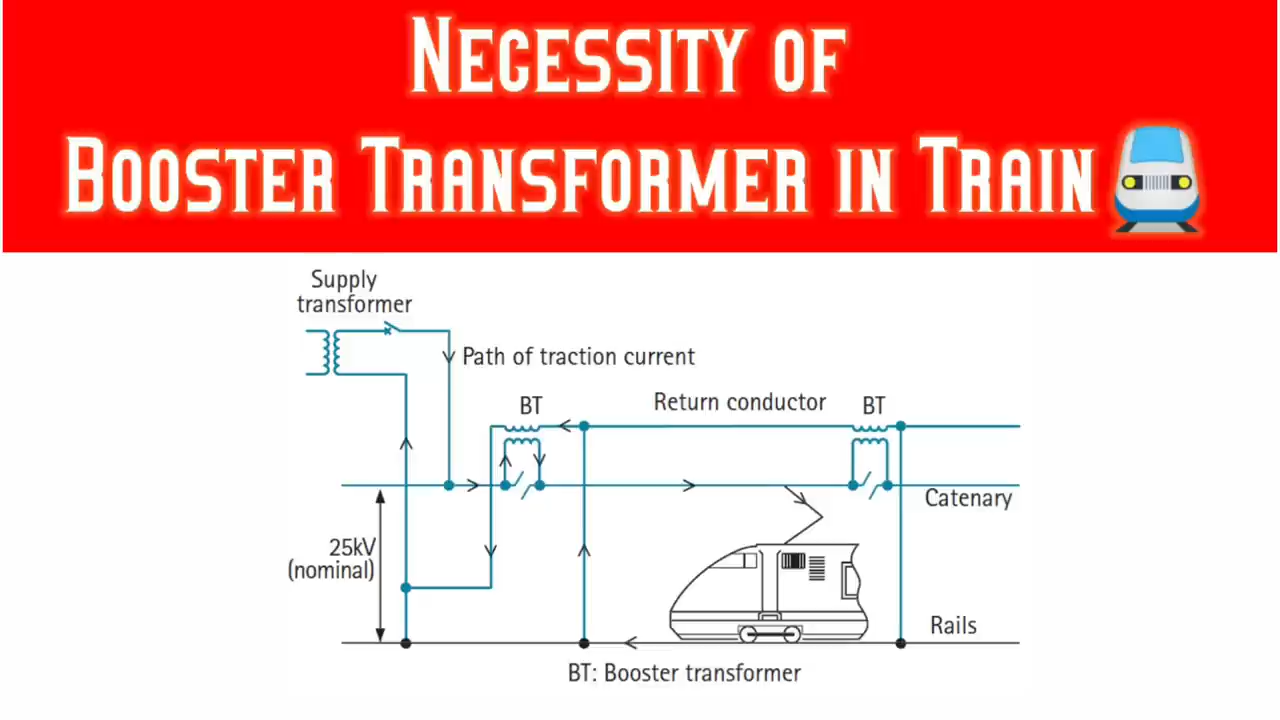 Necessity of
Booster Transformer in Train
Supply
transformer
Path of traction current
BT
Return conductor
BT
Catenary
25kV
(nominal)
Rails
BT: Booster transformer